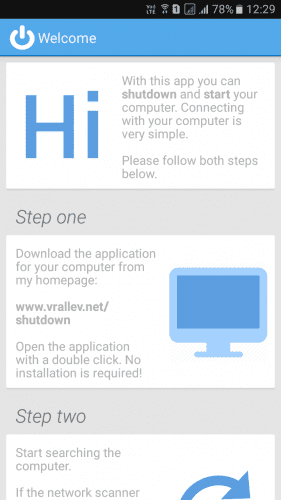 Vo) LTE 1 78% 12:29
Welcome
Hi
With this app you can
shutdown and start your
computer. Connecting
with your computer is
very simple.
Please follow both steps
below.
Step one
Download the application
for your computer from
my homepage:
www.vrallev.net/
shutdown
Open the application
with a double click. No
installation is required!
Step two
Start searching the
computer.
If the network scanner